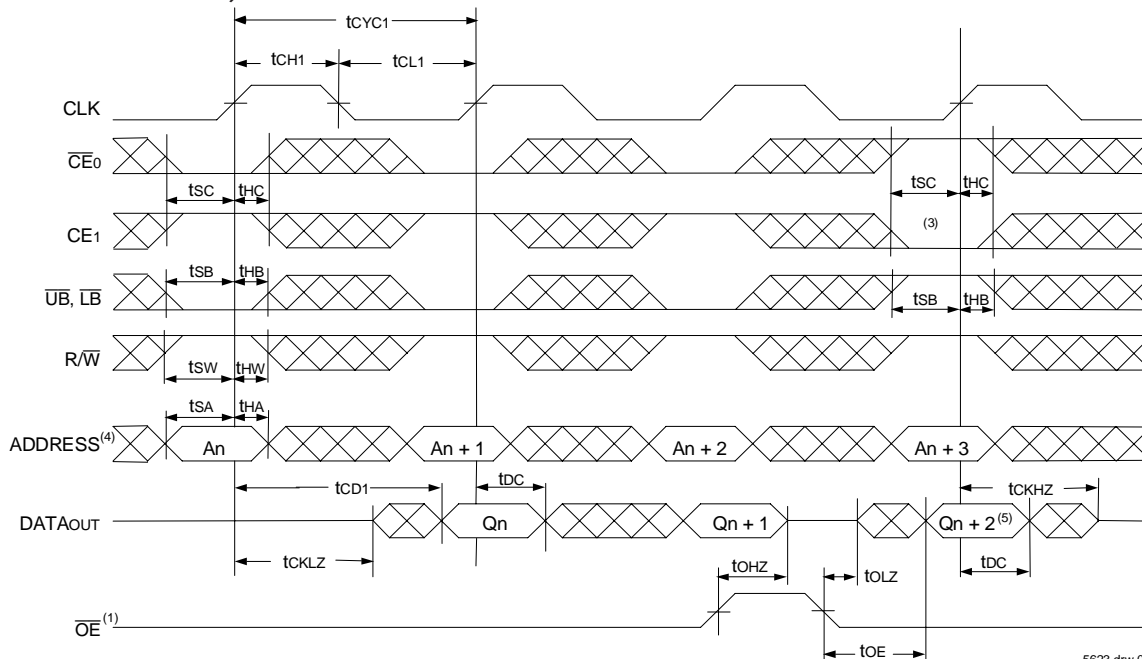 tCYC1
tCH1 tCL1
CLK
CE0
tSC tHC tSC tHC
CE1 (3)
tSB tHB
UB, LB tSB tHB
R/W
tSW tHW
tSA tHA
ADDRESS(4) An An + 1 An + 2 An + 3
tCD1 tDC tCKHZ
DATAOUT Qn Qn + 1 Qn + 2(5)
tCKLZ tOHZ tOLZ tDC
OE(1)
tOE